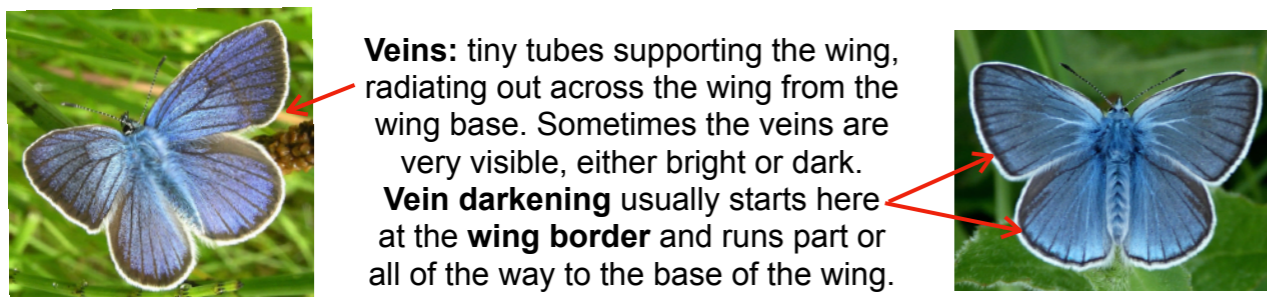 Veins: tiny tubes supporting the wing,
radiating out across the wing from the
wing base. Sometimes the veins are
very visible, either bright or dark.
Vein darkening usually starts here
at the wing border and runs part or
all of the way to the base of the wing.